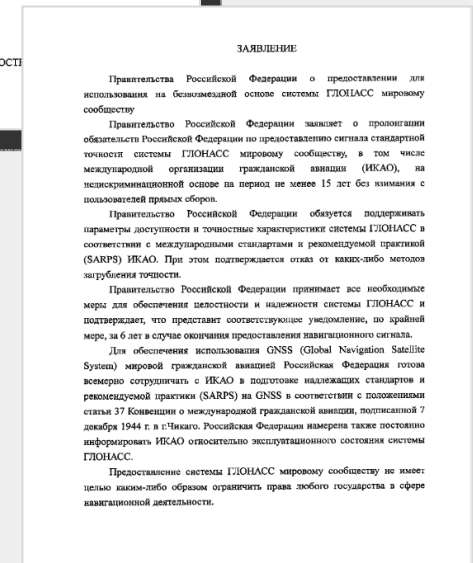 ЗАЯВЛЕНИЕ
Правительства Российской Федерации о предоставлении для
использования на безвозмездной основе системы ГЛОНАСС мировому
сообществу
Правительство Российской Федерации заявляет о пролонгации
обязательств Российской Федерации по предоставлению сигнала стандартной
точности системы ГЛОНАСС мировому сообществу, в том числе
международной организации гражданской авиации (ИКАО), на
недискриминационной основе на период не менее 15 лет без взимания с
пользователей прямых сборов.
Правительство Российской Федерации обязуется поддерживать
параметры доступности и точностные характеристики системы ГЛОНАСС в
соответствии с международными стандартами и рекомендуемой практикой
(SARPS) ИКАО. При этом подтверждается отказ от каких-либо методов
загрубления точности.
Правительство Российской Федерации принимает все необходимые
меры для обеспечения целостности и надежности системы ГЛОНАСС и
подтверждает, что представит соответствующее уведомление, по крайней
мере, за 6 лет в случае окончания предоставления навигационного сигнала.
Для обеспечения использования GNSS (Global Navigation Satellite
System) мировой гражданской авиацией Российская Федерация готова
всемерно сотрудничать с ИКАО в подготовке надлежащих стандартов и
рекомендуемой практики (SARPS) на GNSS в соответствии с положениями
статьи 37 Конвенции о международной гражданской авиации, подписанной 7
декабря 1944 г. в г.Чикаго. Российская Федерация намерена также постоянно
информировать ИКАО относительно эксплуатационного состояния системы
ГЛОНАСС.
Предоставление системы ГЛОНАСС мировому сообществу не имеет
целью каким-либо образом ограничить права любого государства в сфере
навигационной деятельности.